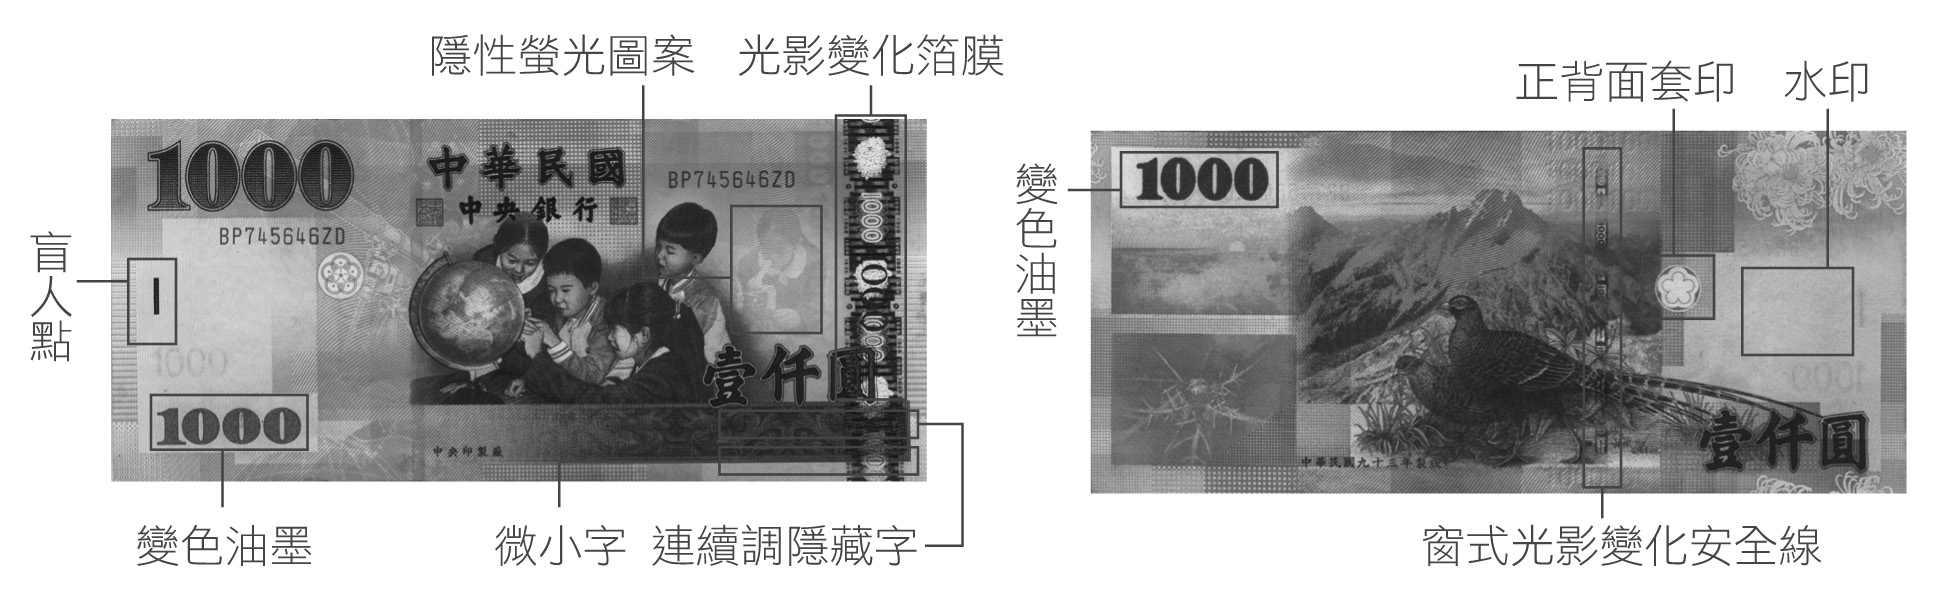 隱性螢光圖案
光影變化箔膜
1000
中華民國
中央銀行
BP745646ZD
BP745646ZD
盲人點
1000
1000
壹仟圓
中央印製廠
變色油墨
微小字
連續調隱藏字
正背面套印
水印
變色油墨
1000
1000
壹仟圓
中華民國九十三年製版
窗式光影變化安全線